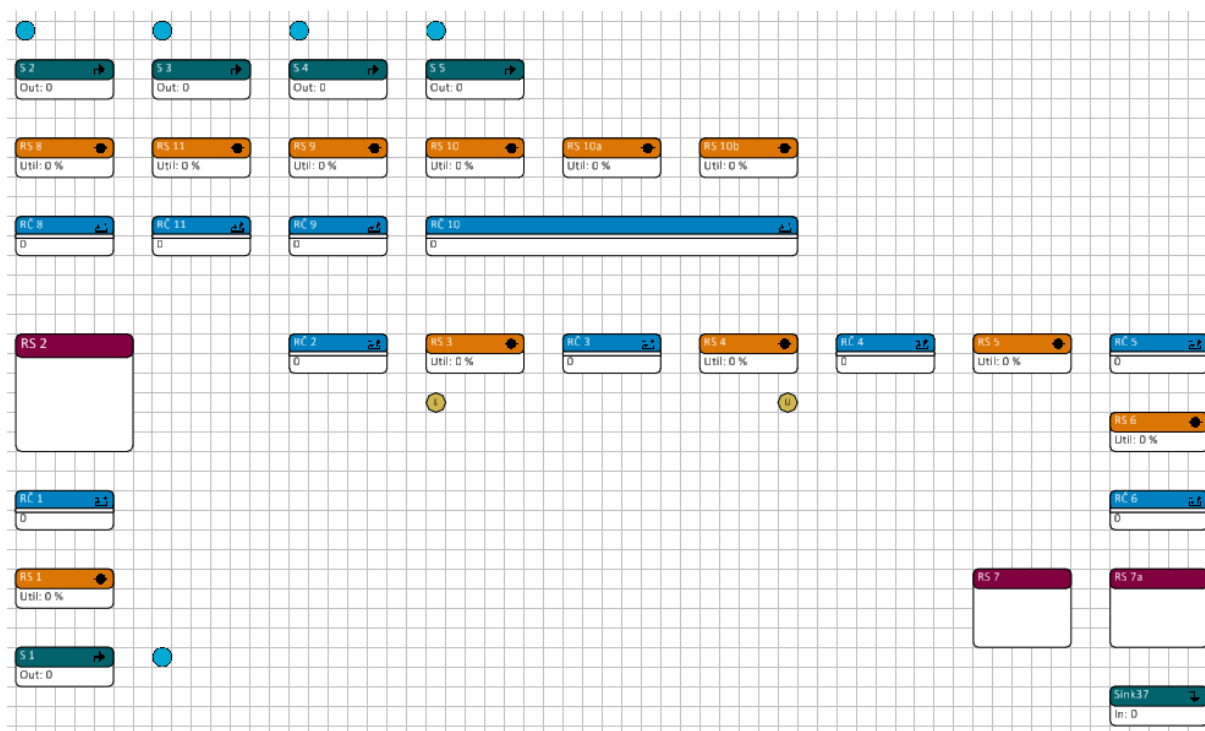 S 2
Out: 0
S 3
Out: 0
S 4
Out: 0
S 5
Out: 0
RS 8
Util: 0 %
RS 11
Util: 0 %
RS 9
Util: 0 %
RS 10
Util: 0 %
RS 10a
Util: 0 %
RS 10b
Util: 0 %
RČ 8
0
RČ 11
0
RČ 9
0
RČ 10
0
RS 2
RČ 2
0
RS 3
Util: 0 %
RČ 3
0
RS 4
Util: 0 %
RČ 4
0
RS 5
Util: 0 %
RČ 5
0
U
RS 6
Util: 0 %
RČ 1
0
RČ 6
0
RS 1
Util: 0 %
RS 7
RS 7a
S 1
Out: 0
Sink37
In: 0